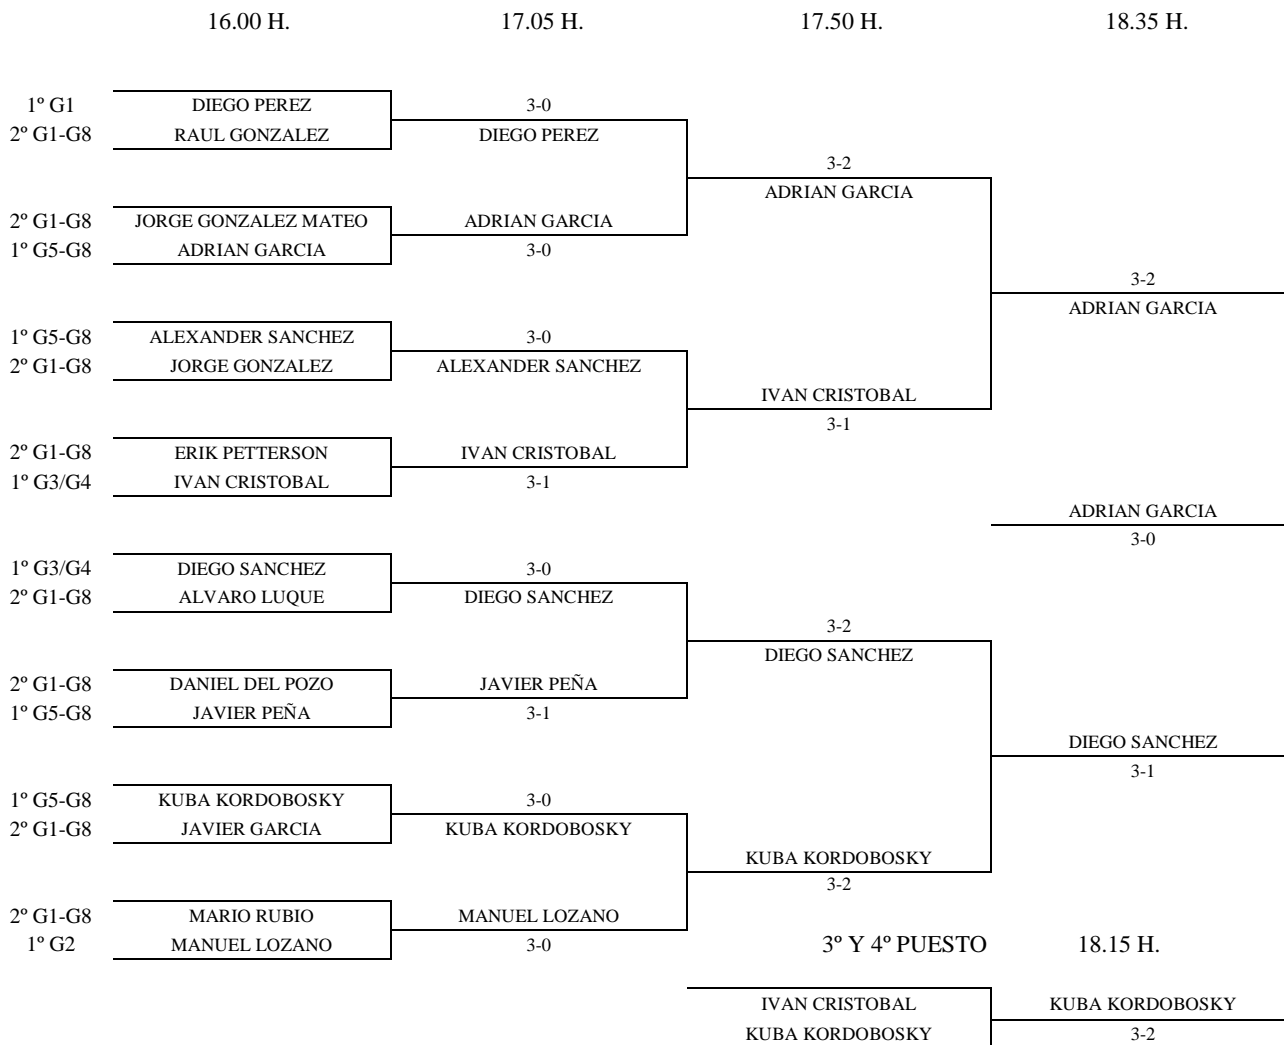 16.00 H. 17.05 H. 17.50 H. 18.35 H.
1º G1 DIEGO PEREZ 3-0
2º G1-G8 RAUL GONZALEZ DIEGO PEREZ
3-2
ADRIAN GARCIA
2º G1-G8 JORGE GONZALEZ MATEO ADRIAN GARCIA
1º G5-G8 ADRIAN GARCIA 3-0
3-2
ADRIAN GARCIA
1º G5-G8 ALEXANDER SANCHEZ 3-0
2º G1-G8 JORGE GONZALEZ ALEXANDER SANCHEZ
IVAN CRISTOBAL
3-1
2º G1-G8 ERIK PETTERSON IVAN CRISTOBAL
1º G3/G4 IVAN CRISTOBAL 3-1
ADRIAN GARCIA
3-0
1º G3/G4 DIEGO SANCHEZ 3-0
2º G1-G8 ALVARO LUQUE DIEGO SANCHEZ
3-2
DIEGO SANCHEZ
2º G1-G8 DANIEL DEL POZO JAVIER PEÑA
1º G5-G8 JAVIER PEÑA 3-1
DIEGO SANCHEZ
3-1
1º G5-G8 KUBA KORDOBOSKY 3-0
2º G1-G8 JAVIER GARCIA KUBA KORDOBOSKY
KUBA KORDOBOSKY
3-2
2º G1-G8 MARIO RUBIO MANUEL LOZANO
1º G2 MANUEL LOZANO 3-0 3º Y 4º PUESTO 18.15 H.
IVAN CRISTOBAL KUBA KORDOBOSKY
KUBA KORDOBOSKY 3-2